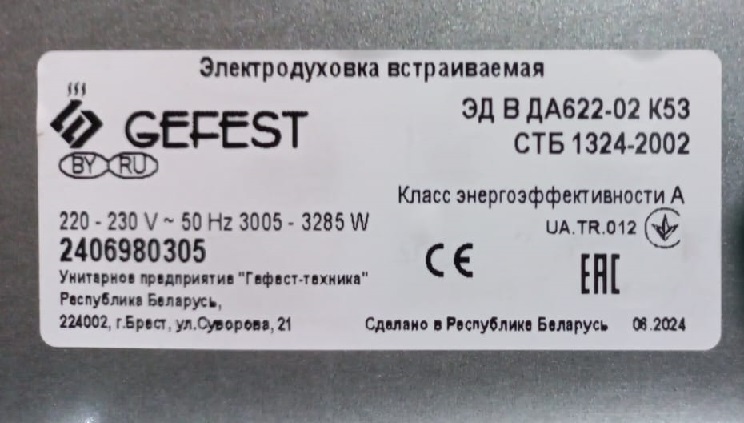 Электродуховка встраиваемая
GEFEST
BY RU
ЭД В ДА622-02 К53
СТБ 1324-2002
Класс энергоэффективности А
220 - 230 V ~ 50 Hz 3005 - 3285 W
UA.TR.012
2406980305
CE
EAC
Унитарное предприятие "Гефест-техника"
Республика Беларусь,
224002, г.Брест, ул.Суворова, 21
Сделано в Республике Беларусь 08.2024